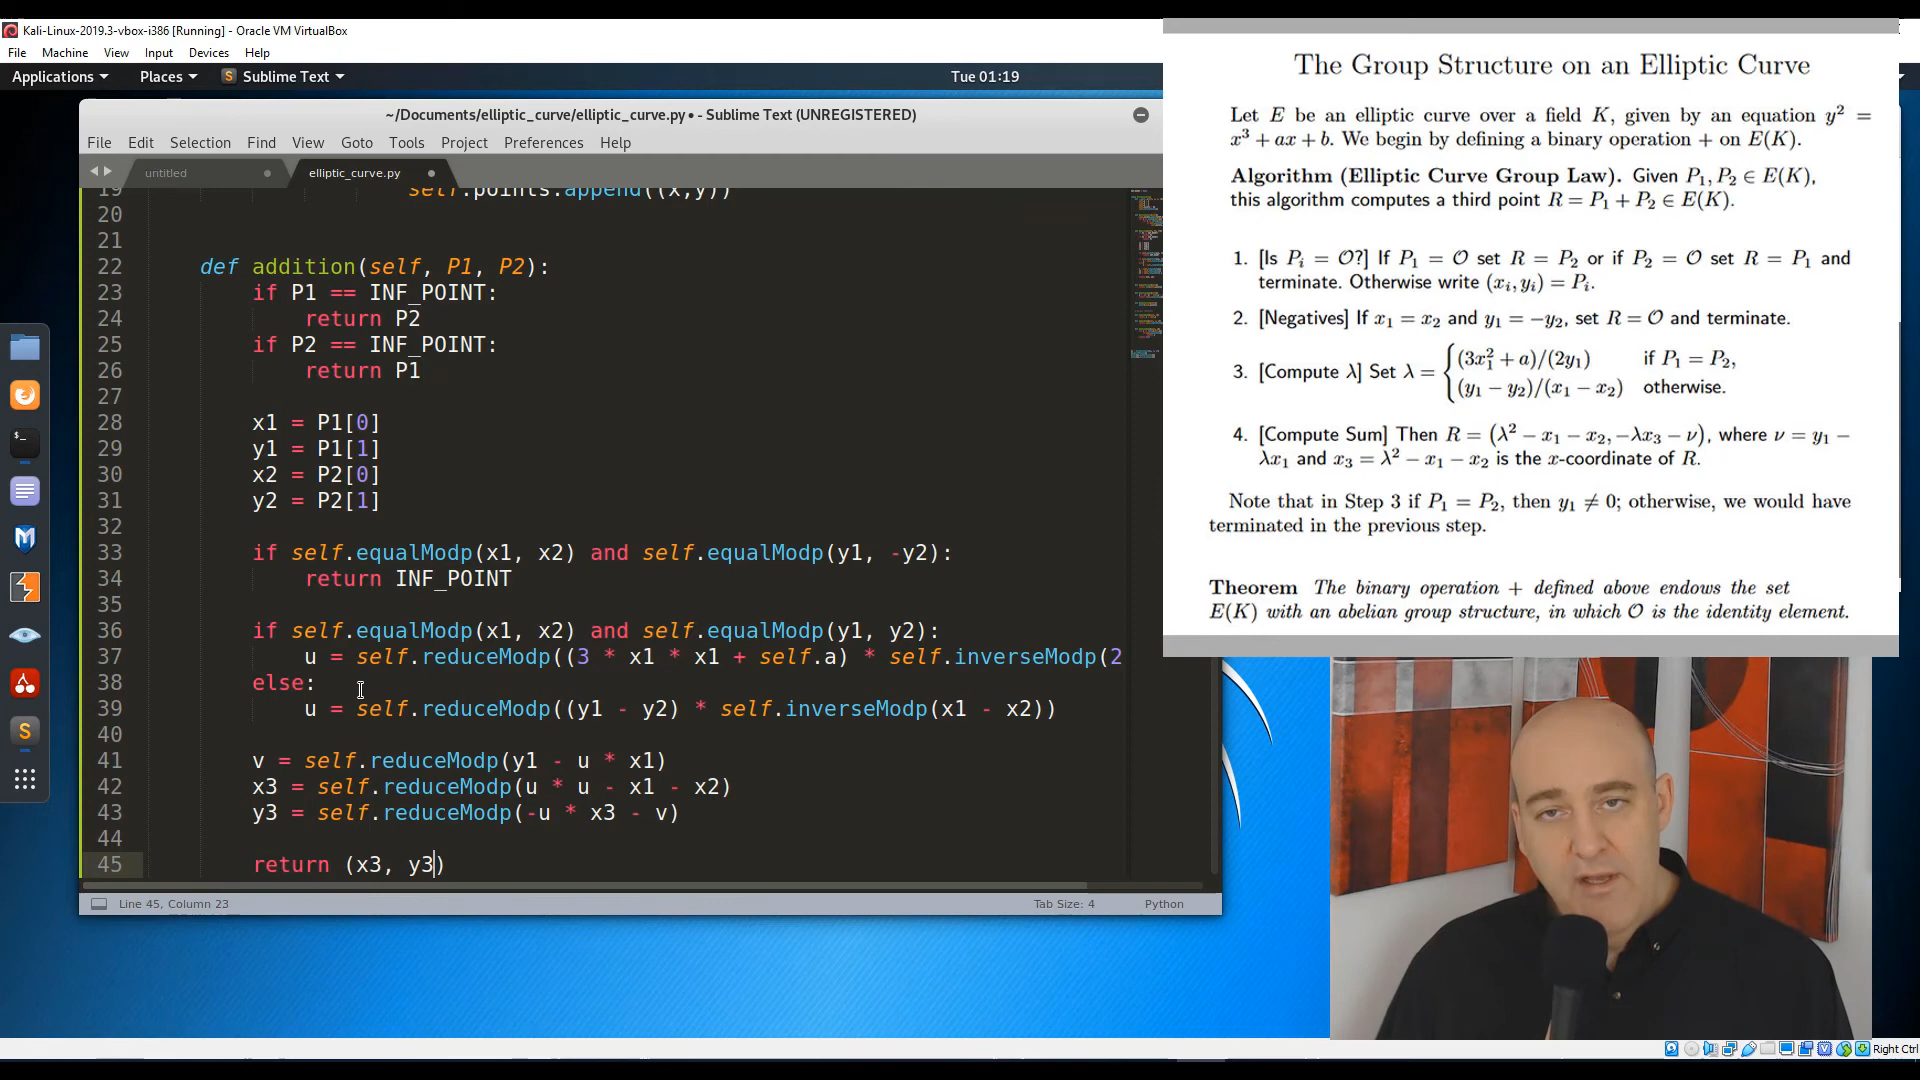 Kali-Linux-2019.3-vbox-i386 [Running] - Oracle VM VirtualBox
File Machine View Input Devices Help
Applications Places Sublime Text Tue 01:19
~/Documents/elliptic_curve/elliptic_curve.py • - Sublime Text (UNREGISTERED)
File Edit Selection Find View Goto Tools Project Preferences Help
untitled elliptic_curve.py
19 self.points.append((x,y))
20
21
22 def addition(self, P1, P2):
23 if P1 == INF_POINT:
24 return P2
25 if P2 == INF_POINT:
26 return P1
27
28 x1 = P1[0]
29 y1 = P1[1]
30 x2 = P2[0]
31 y2 = P2[1]
32
33 if self.equalModp(x1, x2) and self.equalModp(y1, -y2):
34 return INF_POINT
35
36 if self.equalModp(x1, x2) and self.equalModp(y1, y2):
37 u = self.reduceModp((3 * x1 * x1 + self.a) * self.inverseModp(2
38 else:
39 u = self.reduceModp((y1 - y2) * self.inverseModp(x1 - x2))
40
41 v = self.reduceModp(y1 - u * x1)
42 x3 = self.reduceModp(u * u - x1 - x2)
43 y3 = self.reduceModp(-u * x3 - v)
44
45 return (x3, y3)
Line 45, Column 23 Tab Size: 4 Python
The Group Structure on an Elliptic Curve
Let E be an elliptic curve over a field K, given by an equation y² =
x³ + ax + b. We begin by defining a binary operation + on E(K).
Algorithm (Elliptic Curve Group Law). Given P₁, P₂ ∈ E(K),
this algorithm computes a third point R = P₁ + P₂ ∈ E(K).
1. [Is Pᵢ = 𝒪?] If P₁ = 𝒪 set R = P₂ or if P₂ = 𝒪 set R = P₁ and
terminate. Otherwise write (xᵢ, yᵢ) = Pᵢ.
2. [Negatives] If x₁ = x₂ and y₁ = −y₂, set R = 𝒪 and terminate.
3. [Compute λ] Set λ = { (3x₁² + a)/(2y₁) if P₁ = P₂,
(y₁ − y₂)/(x₁ − x₂) otherwise.
4. [Compute Sum] Then R = (λ² − x₁ − x₂, −λx₃ − ν), where ν = y₁ −
λx₁ and x₃ = λ² − x₁ − x₂ is the x-coordinate of R.
Note that in Step 3 if P₁ = P₂, then y₁ ≠ 0; otherwise, we would have
terminated in the previous step.
Theorem The binary operation + defined above endows the set
E(K) with an abelian group structure, in which 𝒪 is the identity element.
Right Ctrl